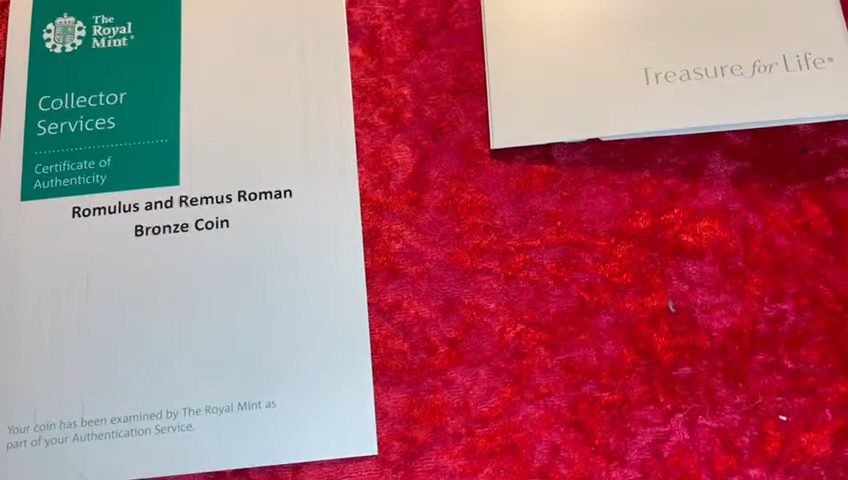 The
Royal
Mint®
Collector
Services
Certificate of
Authenticity
Romulus and Remus Roman
Bronze Coin
Your coin has been examined by The Royal Mint as
part of your Authentication Service.
Treasure for Life®